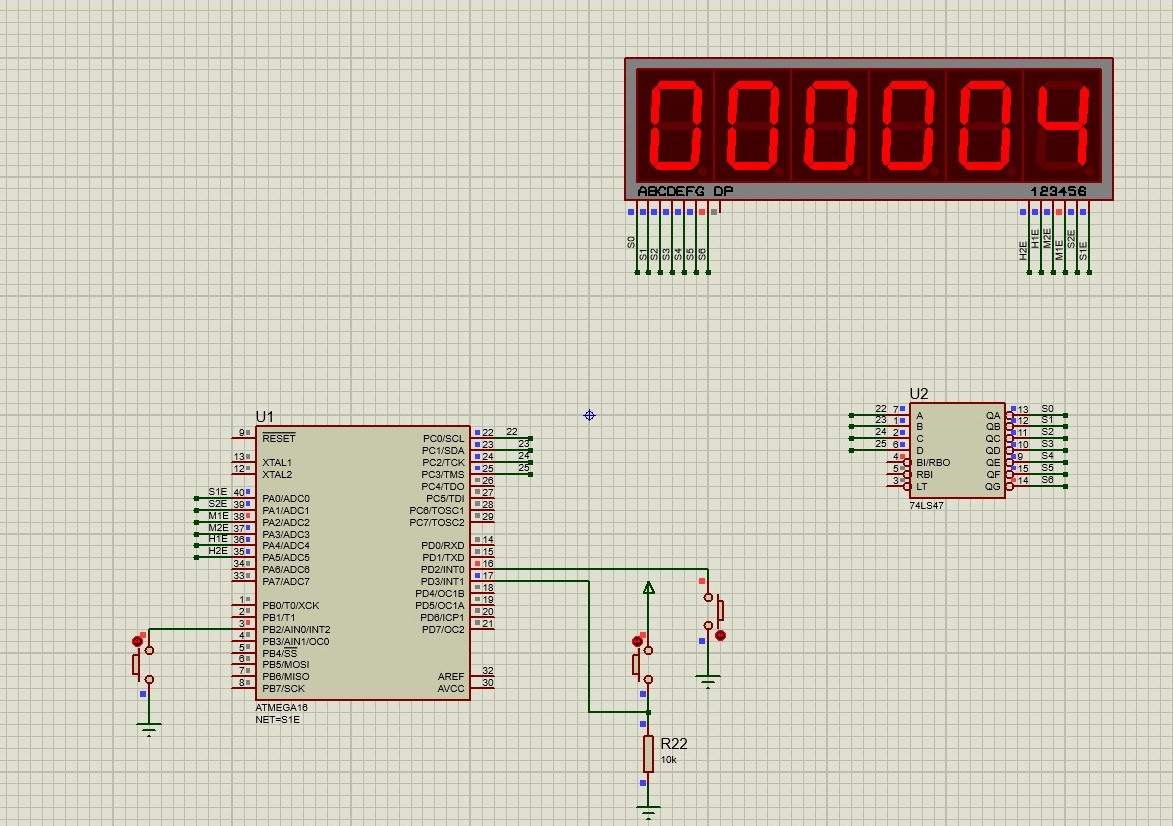 000004
ABCDEFG DP
123456
S0
S1
S2
S3
S4
S5
S6
H2E
H1E
M2E
M1E
S2E
S1E
U1
9 RESET
13 XTAL1
12 XTAL2
S1E 40 PA0/ADC0
S2E 39 PA1/ADC1
M1E 38 PA2/ADC2
M2E 37 PA3/ADC3
H1E 36 PA4/ADC4
H2E 35 PA5/ADC5
34 PA6/ADC6
33 PA7/ADC7
1 PB0/T0/XCK
2 PB1/T1
3 PB2/AIN0/INT2
4 PB3/AIN1/OC0
5 PB4/SS
6 PB5/MOSI
7 PB6/MISO
8 PB7/SCK
PC0/SCL 22 22
PC1/SDA 23 23
PC2/TCK 24 24
PC3/TMS 25 25
PC4/TDO 26
PC5/TDI 27
PC6/TOSC1 28
PC7/TOSC2 29
PD0/RXD 14
PD1/TXD 15
PD2/INT0 16
PD3/INT1 17
PD4/OC1B 18
PD5/OC1A 19
PD6/ICP1 20
PD7/OC2 21
AREF 32
AVCC 30
ATMEGA16
NET=S1E
U2
22 7 A QA 13 S0
23 1 B QB 12 S1
24 2 C QC 11 S2
25 6 D QD 10 S3
4 BI/RBO QE 9 S4
5 RBI QF 15 S5
3 LT QG 14 S6
74LS47
R22
10k